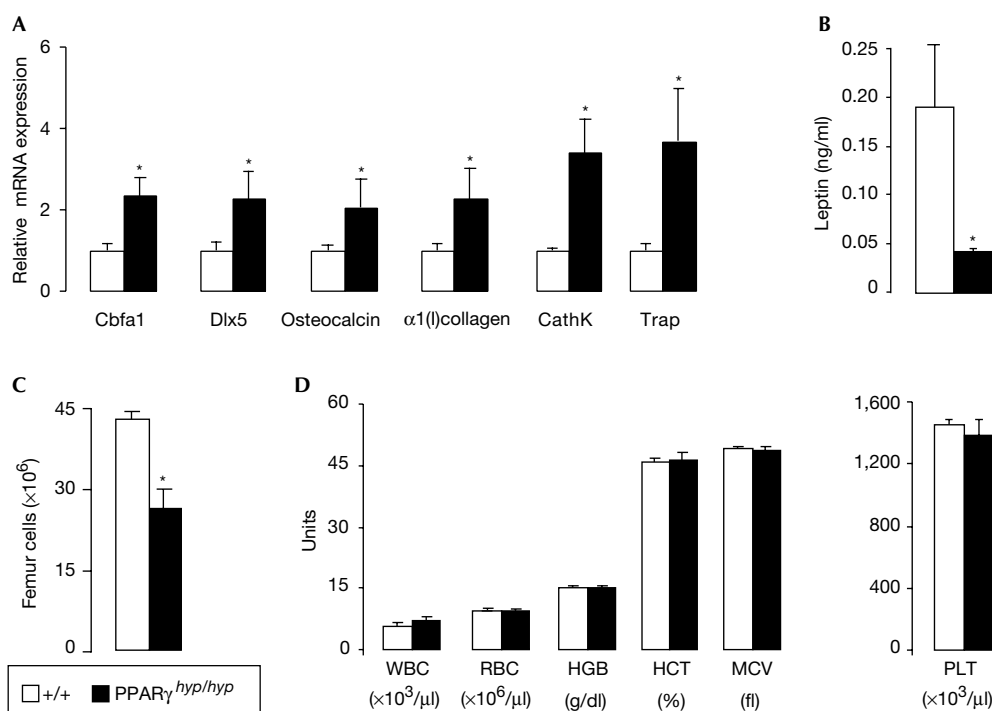 A
Relative mRNA expression
6
4
2
0
* * * * * *
Cbfa1 Dlx5 Osteocalcin α1(I)collagen CathK Trap
B
Leptin (ng/ml)
0.25
0.20
0.15
0.10
0.05
0
*
C
Femur cells (×10⁶)
45
30
15
0
*
D
Units
60
45
30
15
0
WBC RBC HGB HCT MCV
(×10³/µl) (×10⁶/µl) (g/dl) (%) (fl)
1,600
1,200
800
400
0
PLT
(×10³/µl)
+/+ PPARγ hyp/hyp